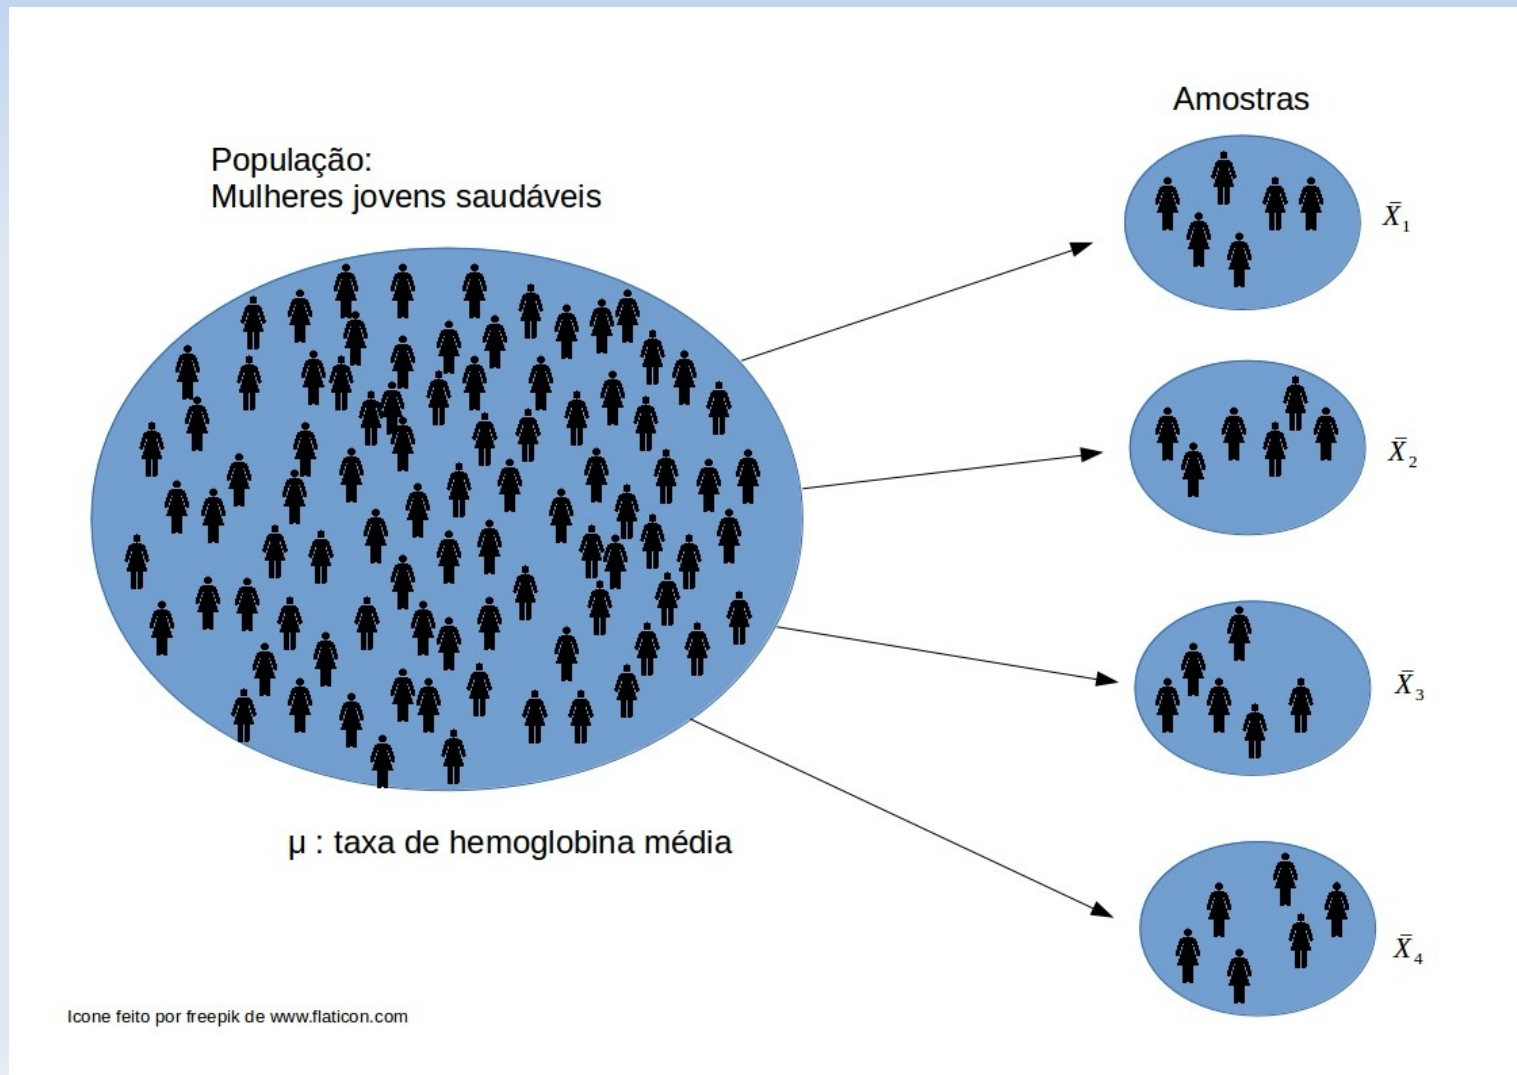 Amostras
População:
Mulheres jovens saudáveis
X̄₁
X̄₂
X̄₃
X̄₄
μ : taxa de hemoglobina média
Icone feito por freepik de www.flaticon.com